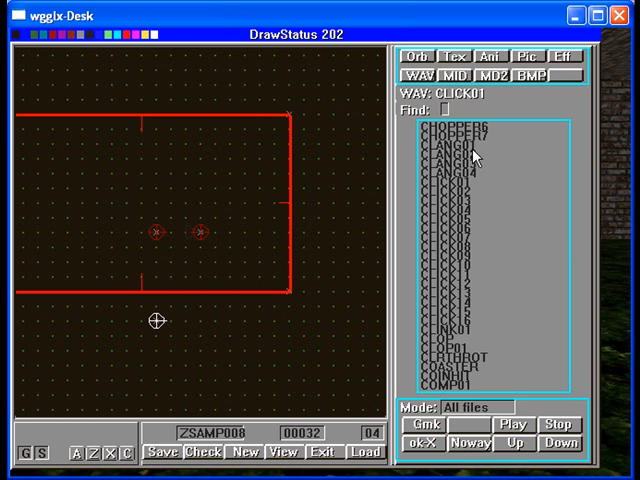 wgglx-Desk
DrawStatus 202
Orb Tex Ani Pic Eff
WAV MID MD2 BMP
WAV: CLICK01
Find:
CHOPPER6
CHOPPER7
CLANG01
CLANG03
CLANG04
CLICK01
CLICK02
CLICK03
CLICK04
CLICK05
CLICK06
CLICK07
CLICK08
CLICK09
CLICK10
CLICK11
CLICK12
CLICK13
CLICK14
CLICK15
CLICK16
CLINK01
CLOP
CLOP01
CLRTHROT
COASTER
COINHIT
COMP01
Mode: All files
Gmk Play Stop
ok-X Noway Up Down
ZSAMP008 00032 04
G S A Z X C Save Check New View Exit Load